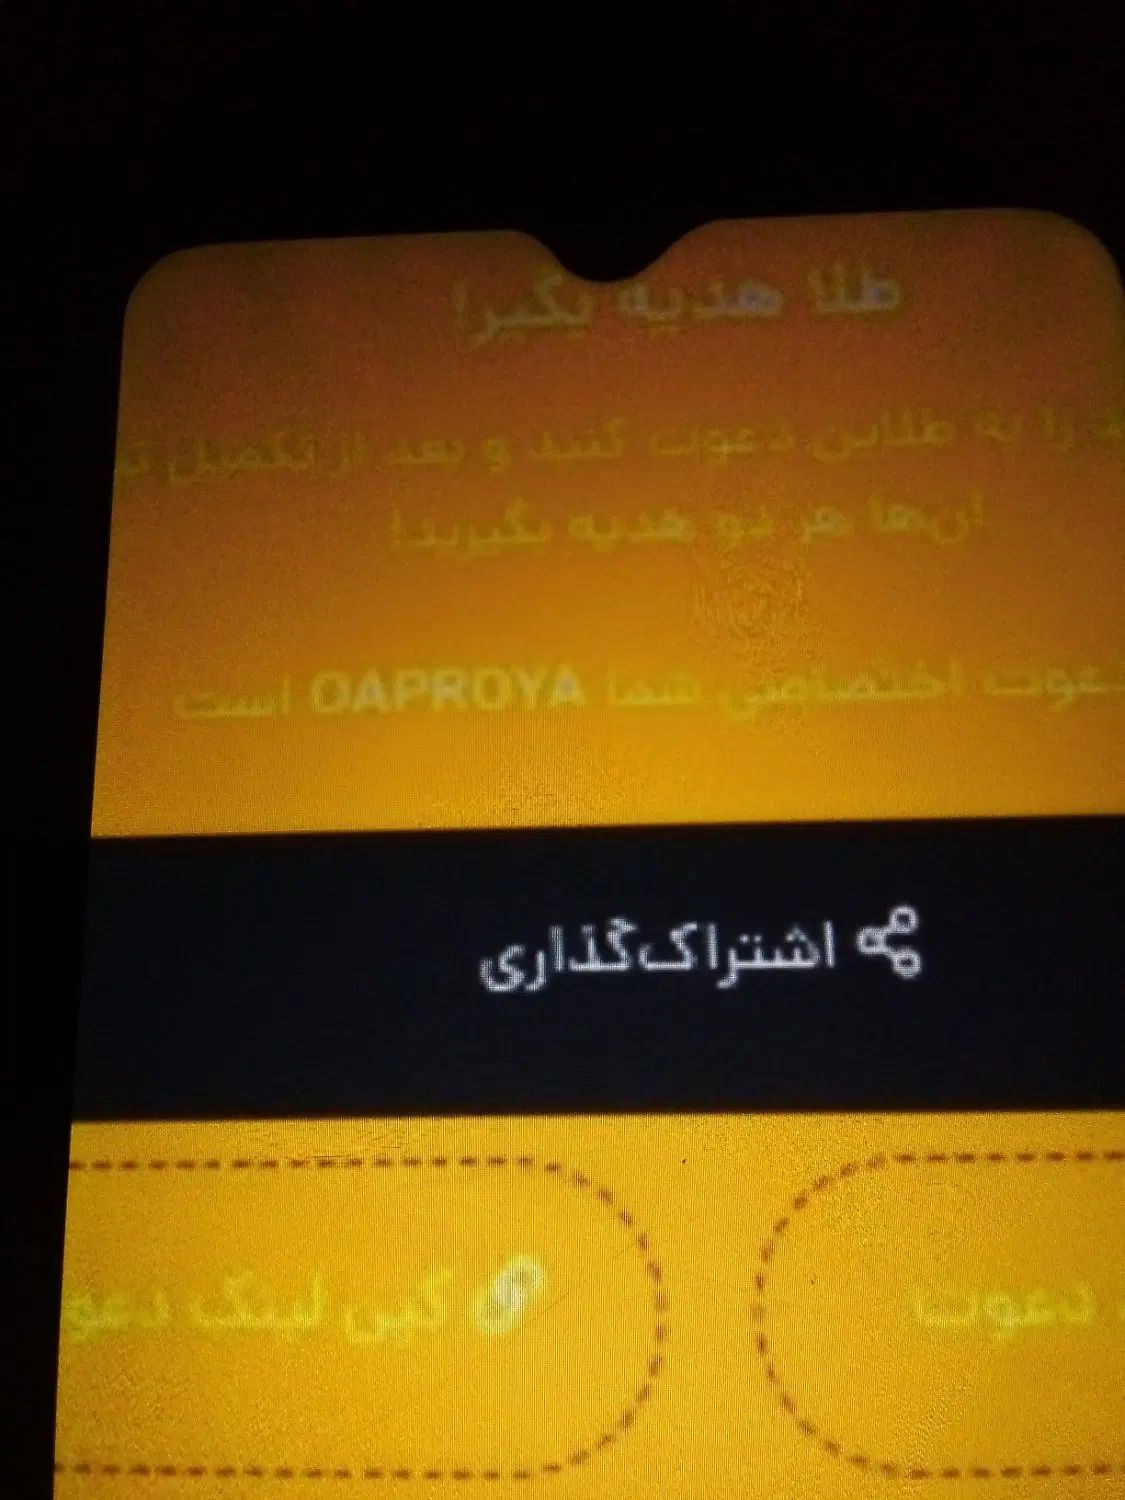 طلا هدیه بگیر!
را به طلاین دعوت کنید و بعد از تکمیل
آن‌ها هر دو هدیه بگیرید!
دعوت اختصاصی شما OAPROYA است
اشتراک‌گذاری
دعوت
کپی لینک